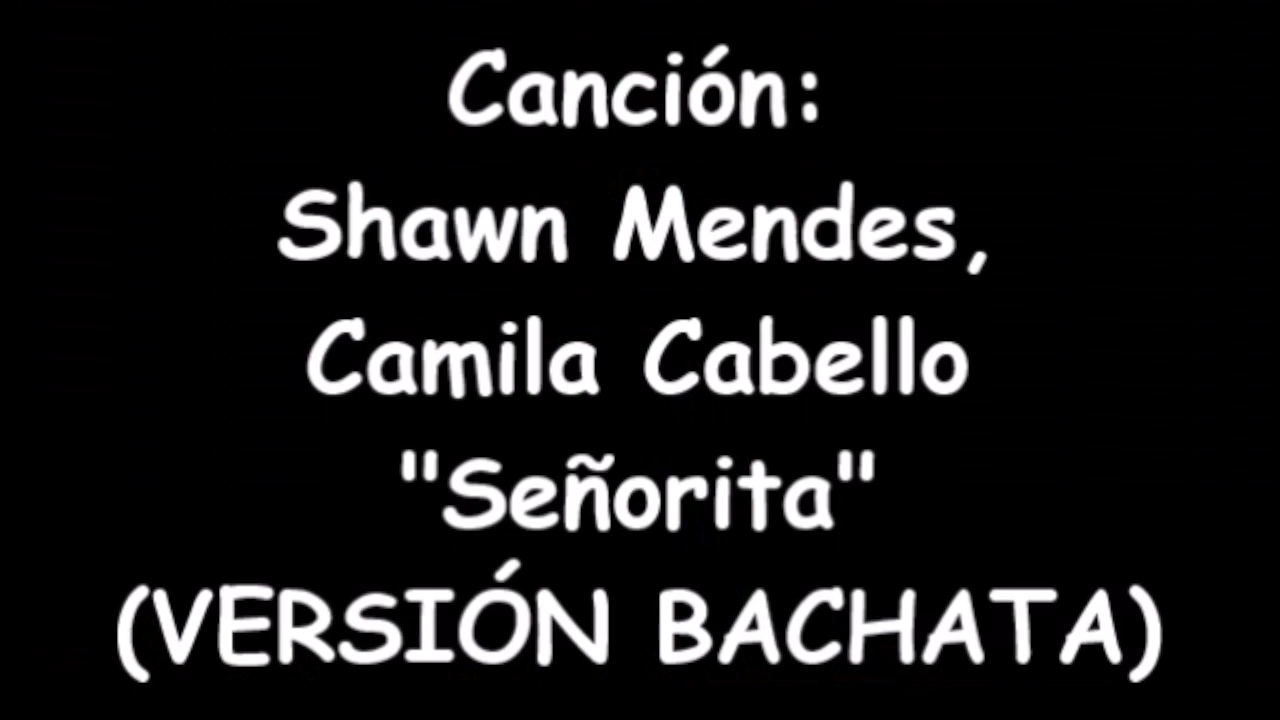 Canción:
Shawn Mendes,
Camila Cabello
"Señorita"
(VERSIÓN BACHATA)